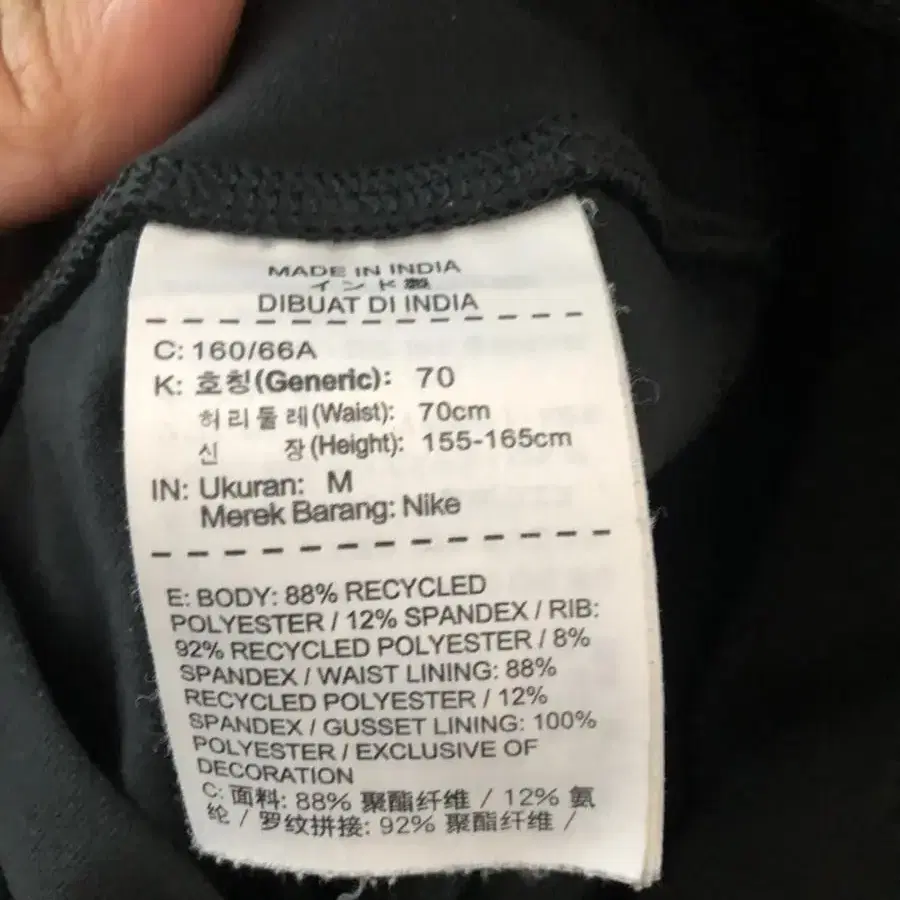 MADE IN INDIA
インド製
DIBUAT DI INDIA
C: 160/66A
K: 호칭(Generic): 70
허리둘레(Waist): 70cm
신 장(Height): 155-165cm
IN: Ukuran: M
Merek Barang: Nike
E: BODY: 88% RECYCLED
POLYESTER / 12% SPANDEX / RIB:
92% RECYCLED POLYESTER / 8%
SPANDEX / WAIST LINING: 88%
RECYCLED POLYESTER / 12%
SPANDEX / GUSSET LINING: 100%
POLYESTER / EXCLUSIVE OF
DECORATION
C: 面料: 88% 聚酯纤维 / 12% 氨
纶 / 罗纹拼接: 92% 聚酯纤维 /